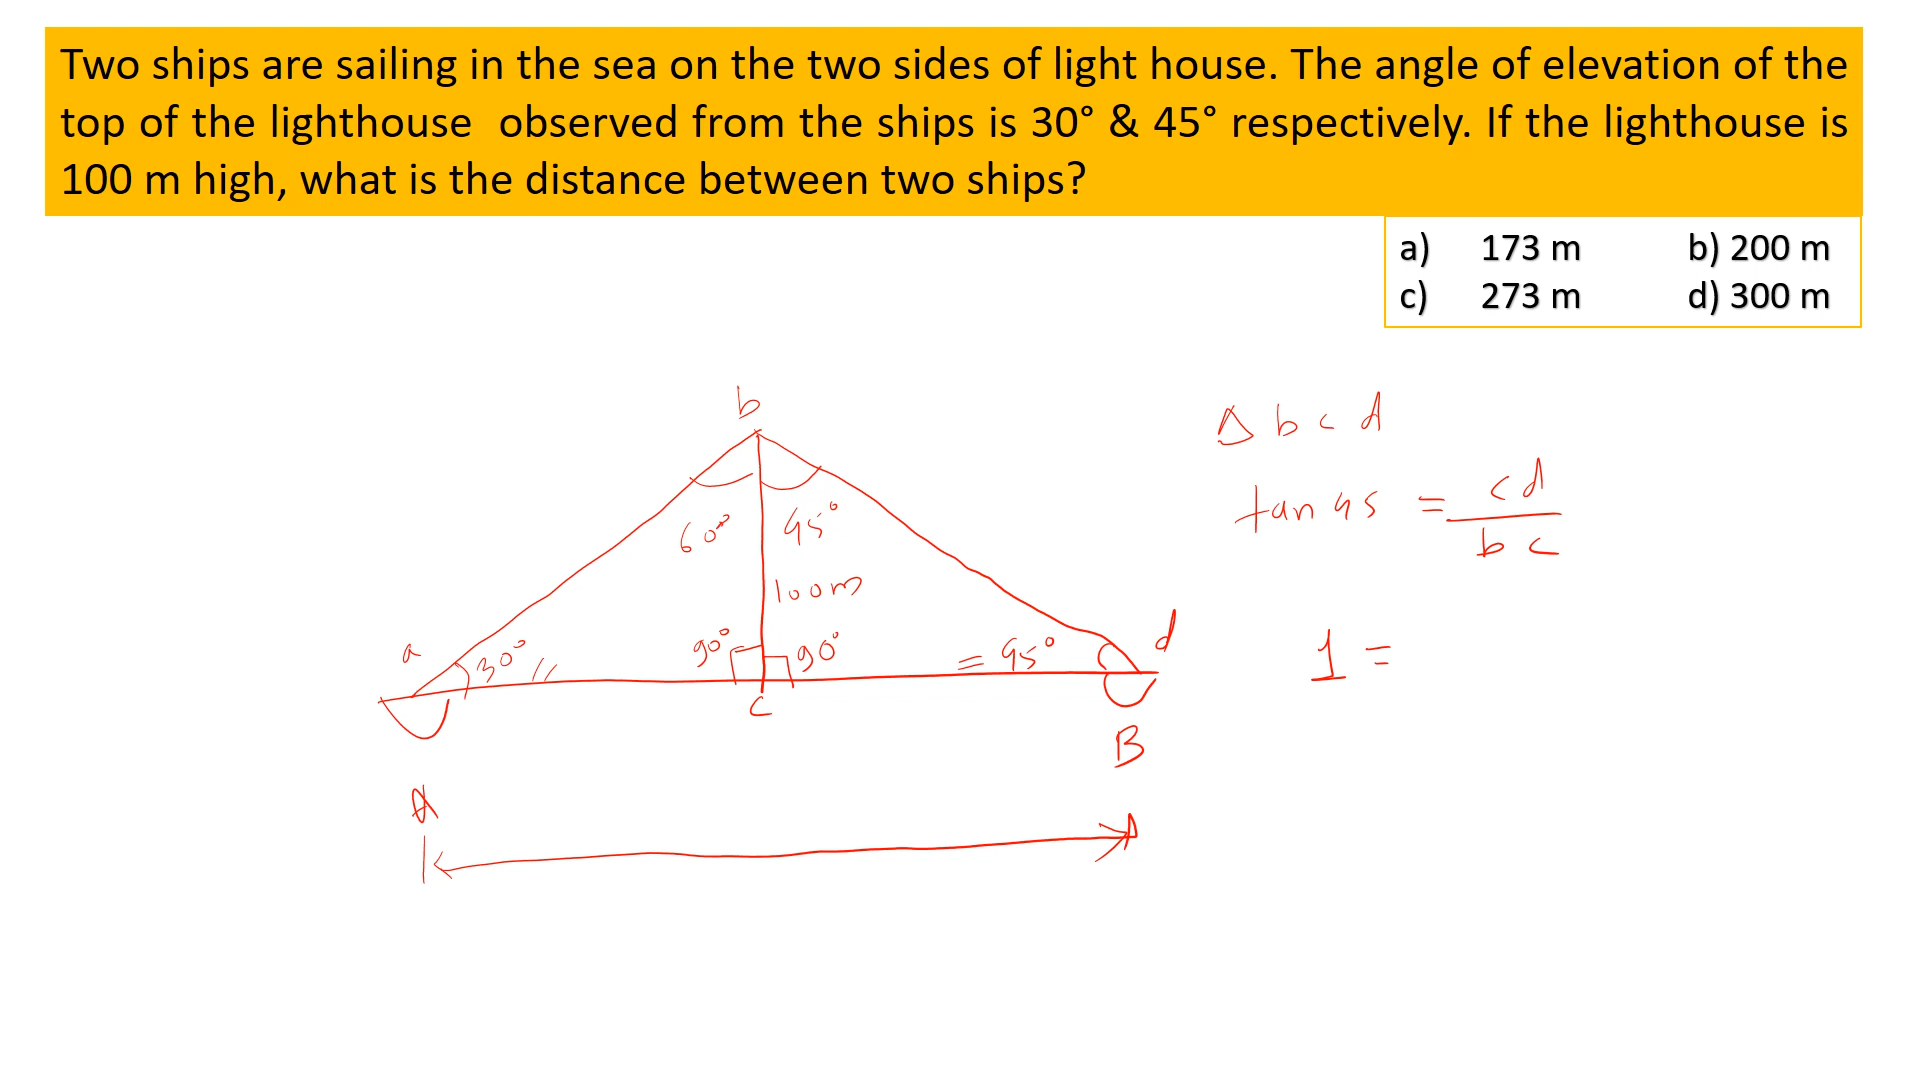 Two ships are sailing in the sea on the two sides of light house. The angle of elevation of the
top of the lighthouse observed from the ships is 30° & 45° respectively. If the lighthouse is
100 m high, what is the distance between two ships?
a) 173 m b) 200 m
c) 273 m d) 300 m
b
Δ b c d
tan 45 = cd
b c
60° 45°
100m
a 30° 90° 90° = 45° d
1 =
c
B
A